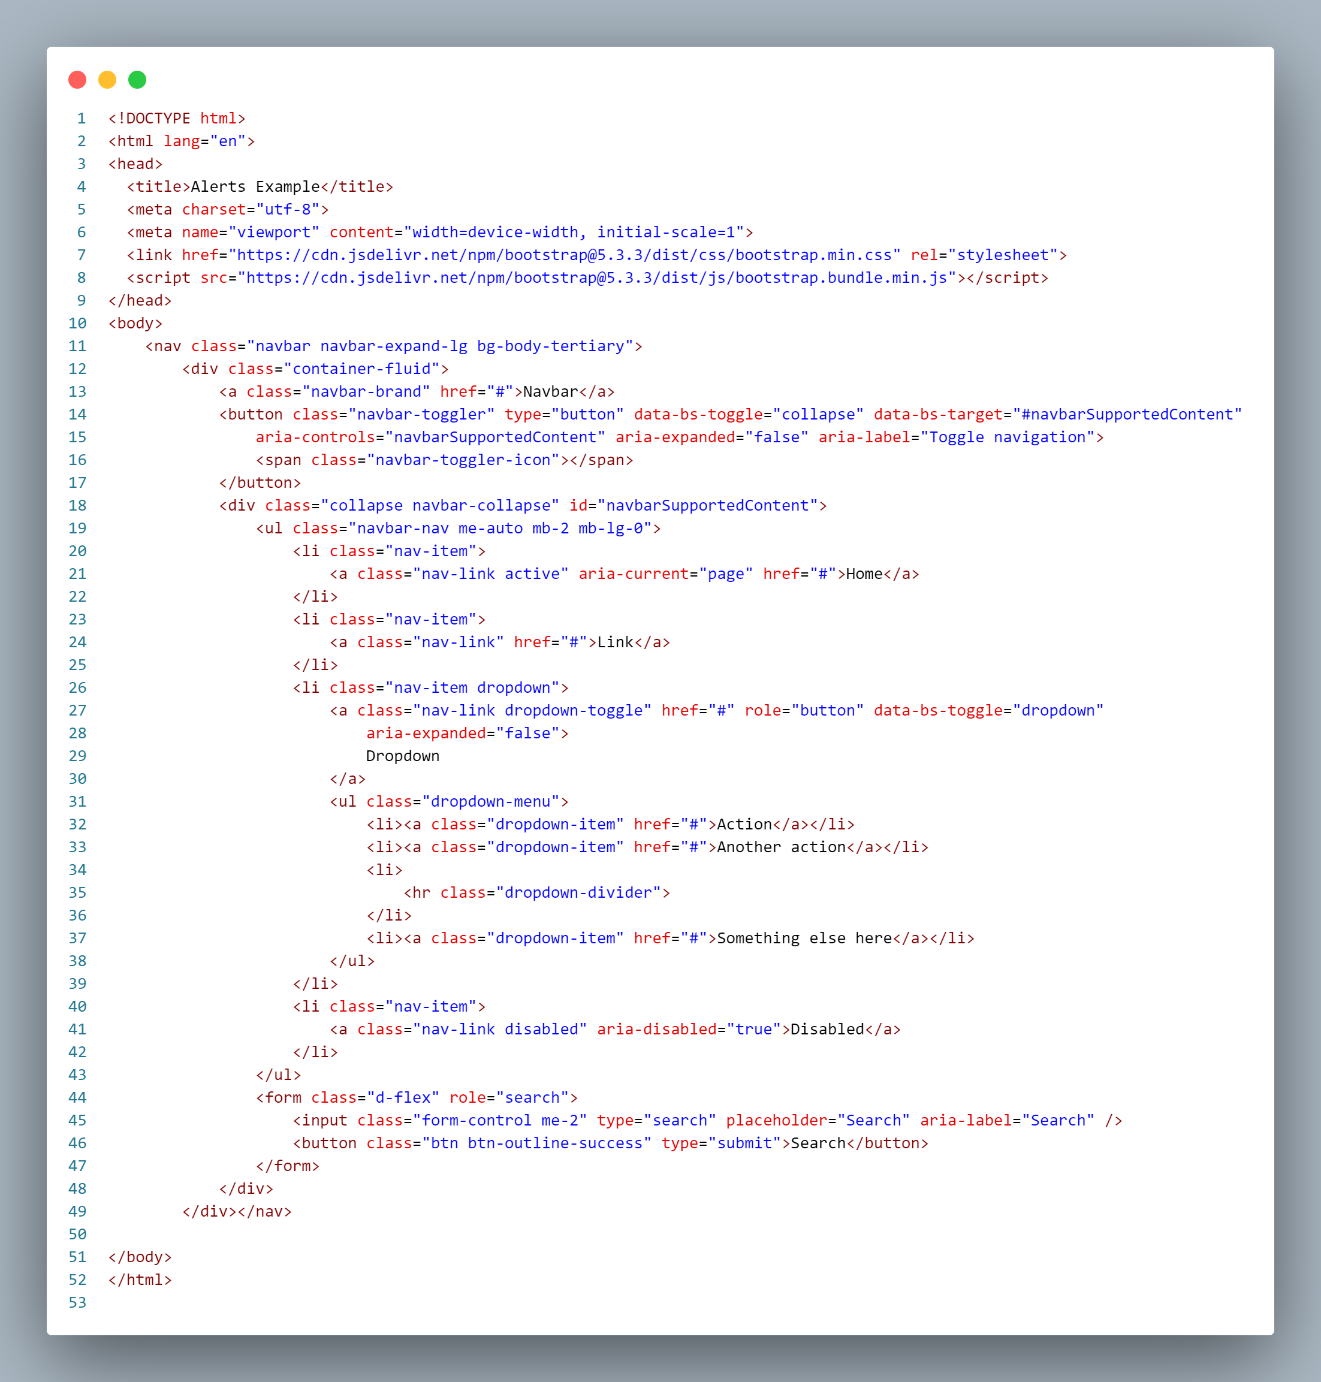 1 <!DOCTYPE html>
2 <html lang="en">
3 <head>
4   <title>Alerts Example</title>
5   <meta charset="utf-8">
6   <meta name="viewport" content="width=device-width, initial-scale=1">
7   <link href="https://cdn.jsdelivr.net/npm/bootstrap@5.3.3/dist/css/bootstrap.min.css" rel="stylesheet">
8   <script src="https://cdn.jsdelivr.net/npm/bootstrap@5.3.3/dist/js/bootstrap.bundle.min.js"></script>
9 </head>
10 <body>
11     <nav class="navbar navbar-expand-lg bg-body-tertiary">
12         <div class="container-fluid">
13             <a class="navbar-brand" href="#">Navbar</a>
14             <button class="navbar-toggler" type="button" data-bs-toggle="collapse" data-bs-target="#navbarSupportedContent"
15                 aria-controls="navbarSupportedContent" aria-expanded="false" aria-label="Toggle navigation">
16                 <span class="navbar-toggler-icon"></span>
17             </button>
18             <div class="collapse navbar-collapse" id="navbarSupportedContent">
19                 <ul class="navbar-nav me-auto mb-2 mb-lg-0">
20                     <li class="nav-item">
21                         <a class="nav-link active" aria-current="page" href="#">Home</a>
22                     </li>
23                     <li class="nav-item">
24                         <a class="nav-link" href="#">Link</a>
25                     </li>
26                     <li class="nav-item dropdown">
27                         <a class="nav-link dropdown-toggle" href="#" role="button" data-bs-toggle="dropdown"
28                             aria-expanded="false">
29                             Dropdown
30                         </a>
31                         <ul class="dropdown-menu">
32                             <li><a class="dropdown-item" href="#">Action</a></li>
33                             <li><a class="dropdown-item" href="#">Another action</a></li>
34                             <li>
35                                 <hr class="dropdown-divider">
36                             </li>
37                             <li><a class="dropdown-item" href="#">Something else here</a></li>
38                         </ul>
39                     </li>
40                     <li class="nav-item">
41                         <a class="nav-link disabled" aria-disabled="true">Disabled</a>
42                     </li>
43                 </ul>
44                 <form class="d-flex" role="search">
45                     <input class="form-control me-2" type="search" placeholder="Search" aria-label="Search" />
46                     <button class="btn btn-outline-success" type="submit">Search</button>
47                 </form>
48             </div>
49         </div></nav>
50
51 </body>
52 </html>
53